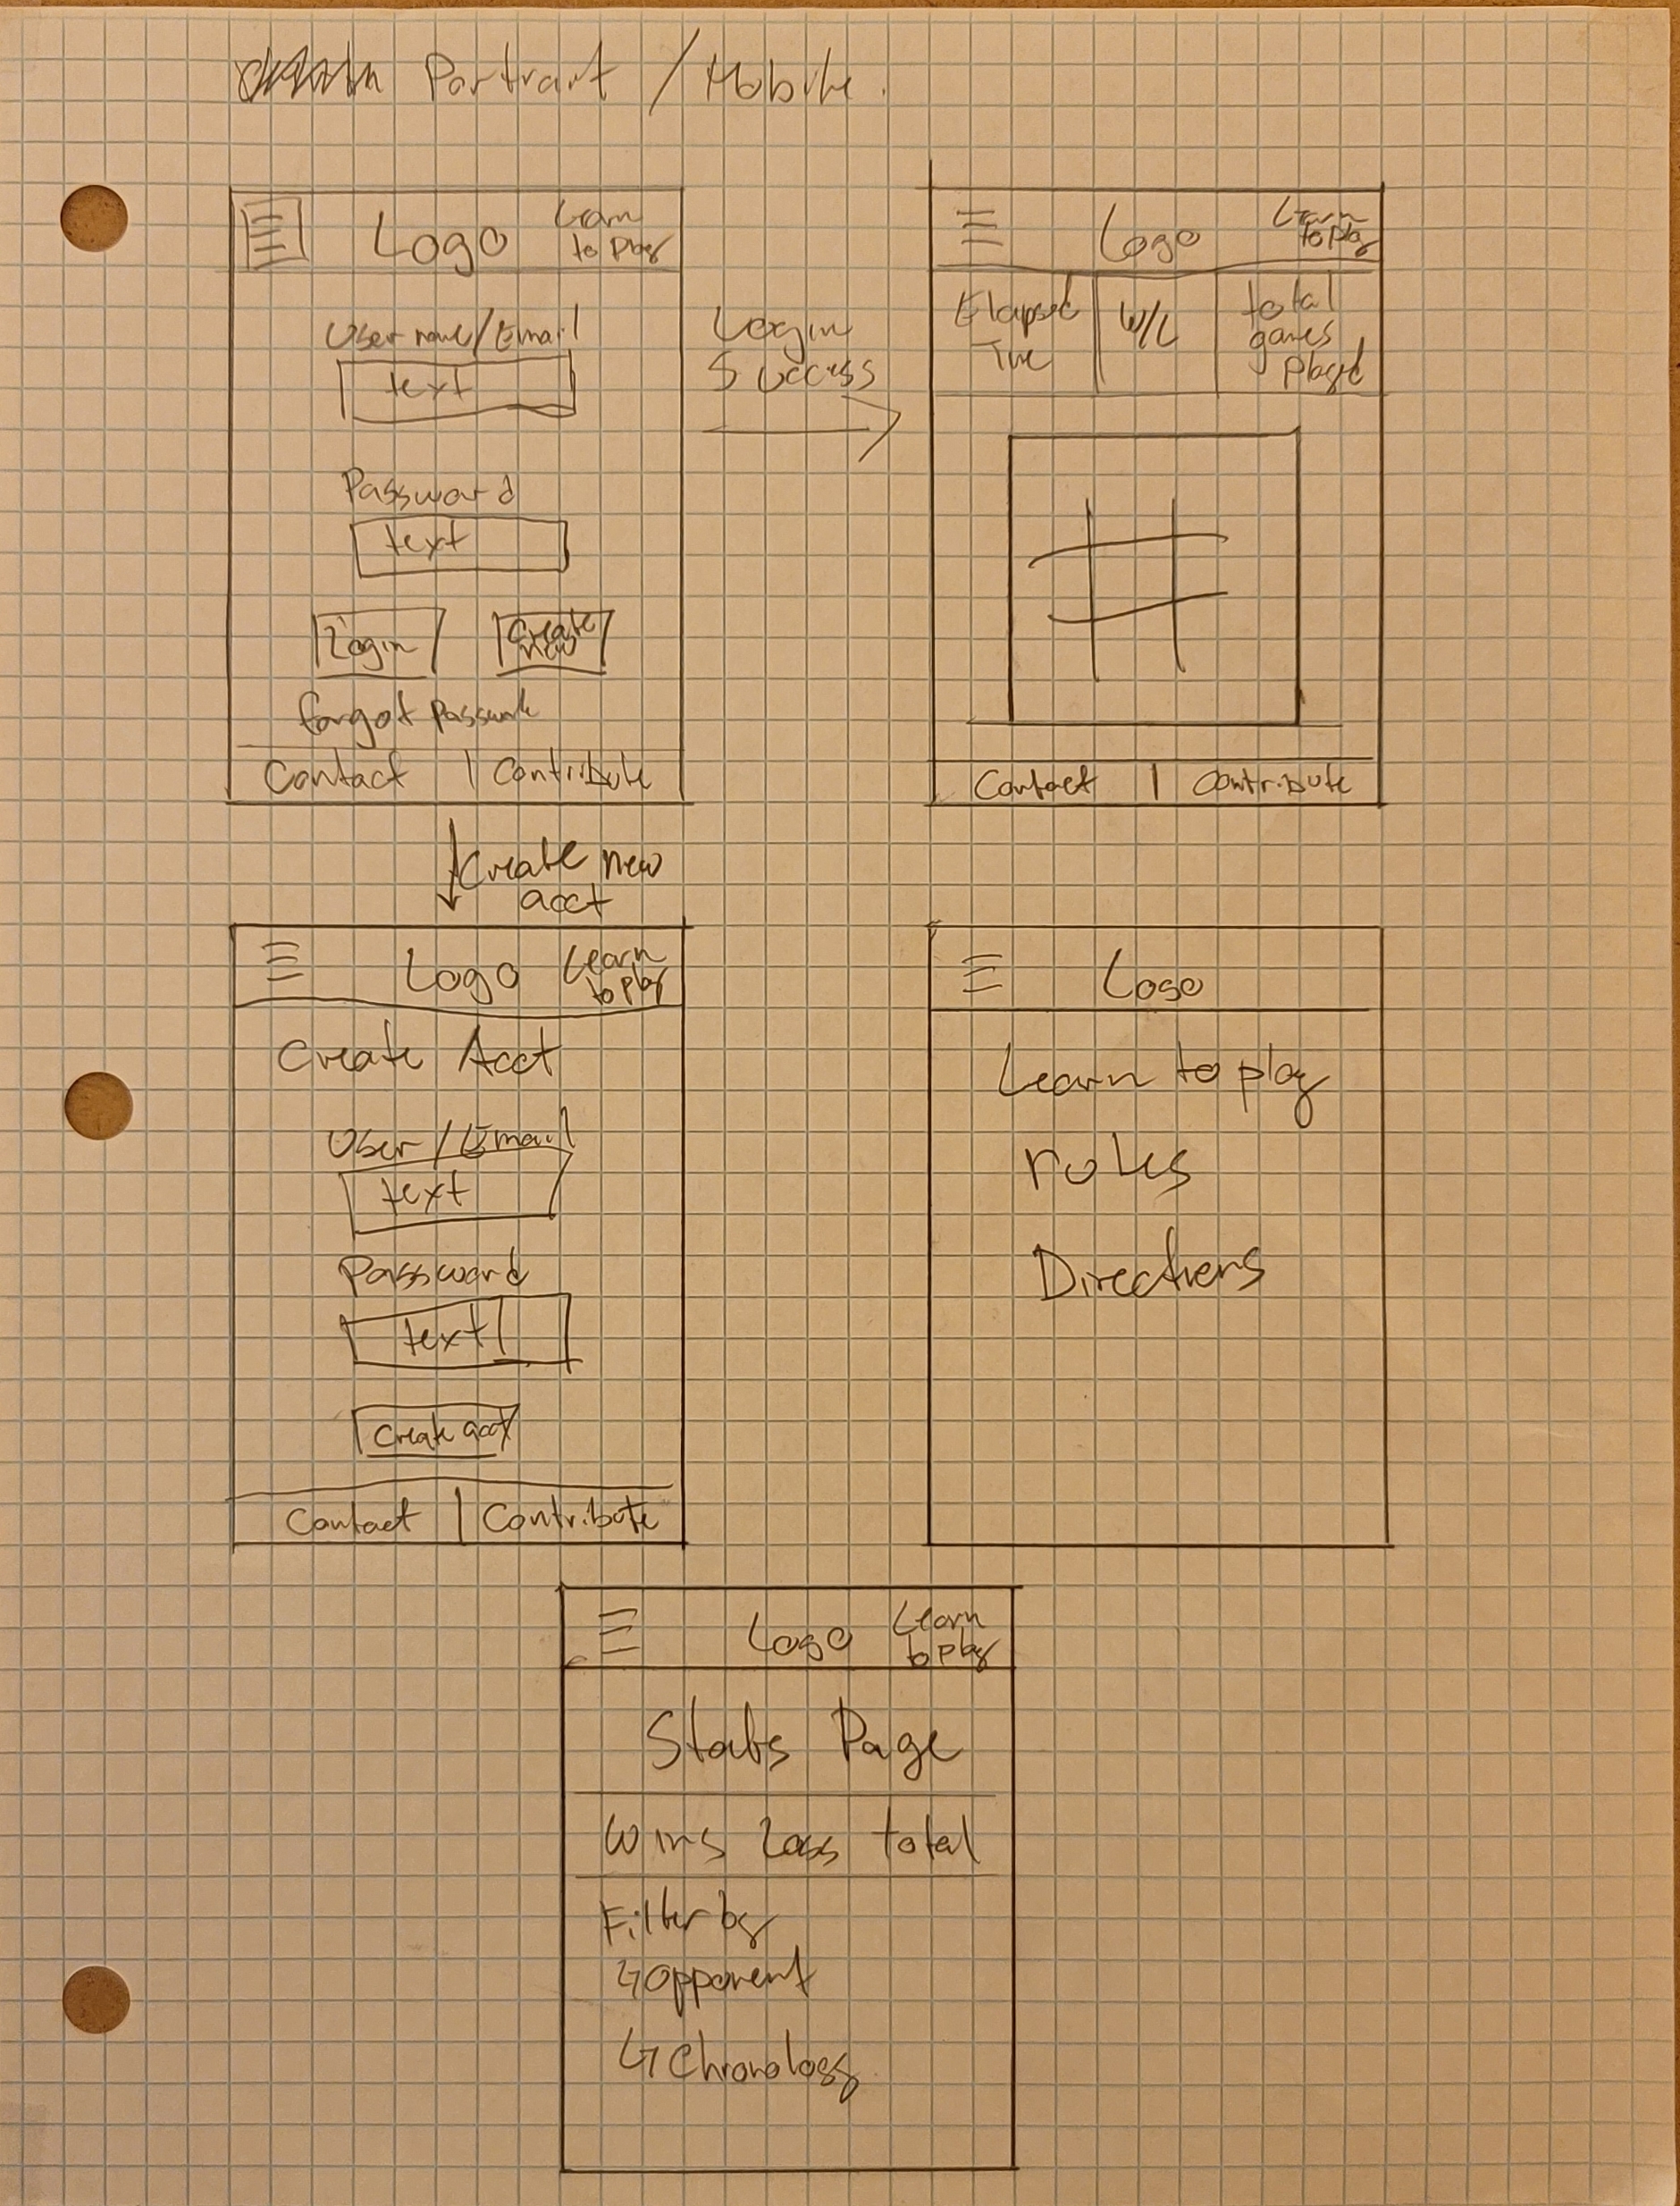 Portrait / Mobile.
Logo
Learn
to play
User name/Email
text
Password
text
Login
Create
new
forgot Password
Contact | Contribute
Login
Success
Logo
Learn
to play
Elapsed
Time
W/L
total
games
played
Contact | Contribute
Create new
acct
Logo
Learn
to play
Create Acct
User/Email
text
Password
text
Create acct
Contact | Contribute
Logo
Learn to play
rules
Directions
Logo
Learn
to play
Stats Page
Wins Loss total
Filter by
↳ Opponent
↳ Chronology